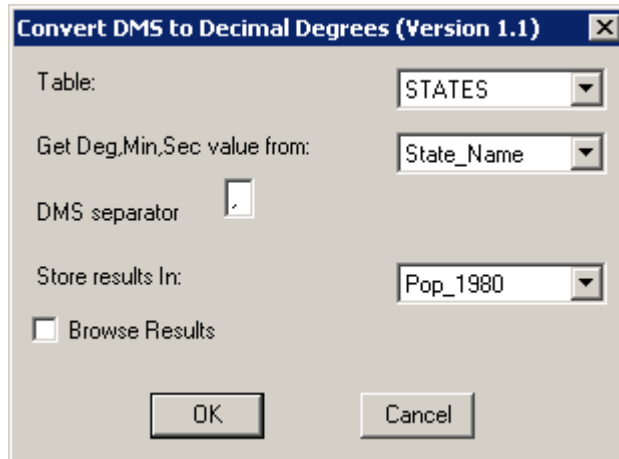 Convert DMS to Decimal Degrees (Version 1.1)
Table:
STATES
Get Deg,Min,Sec value from:
State_Name
DMS separator
,
Store results In:
Pop_1980
Browse Results
OK
Cancel